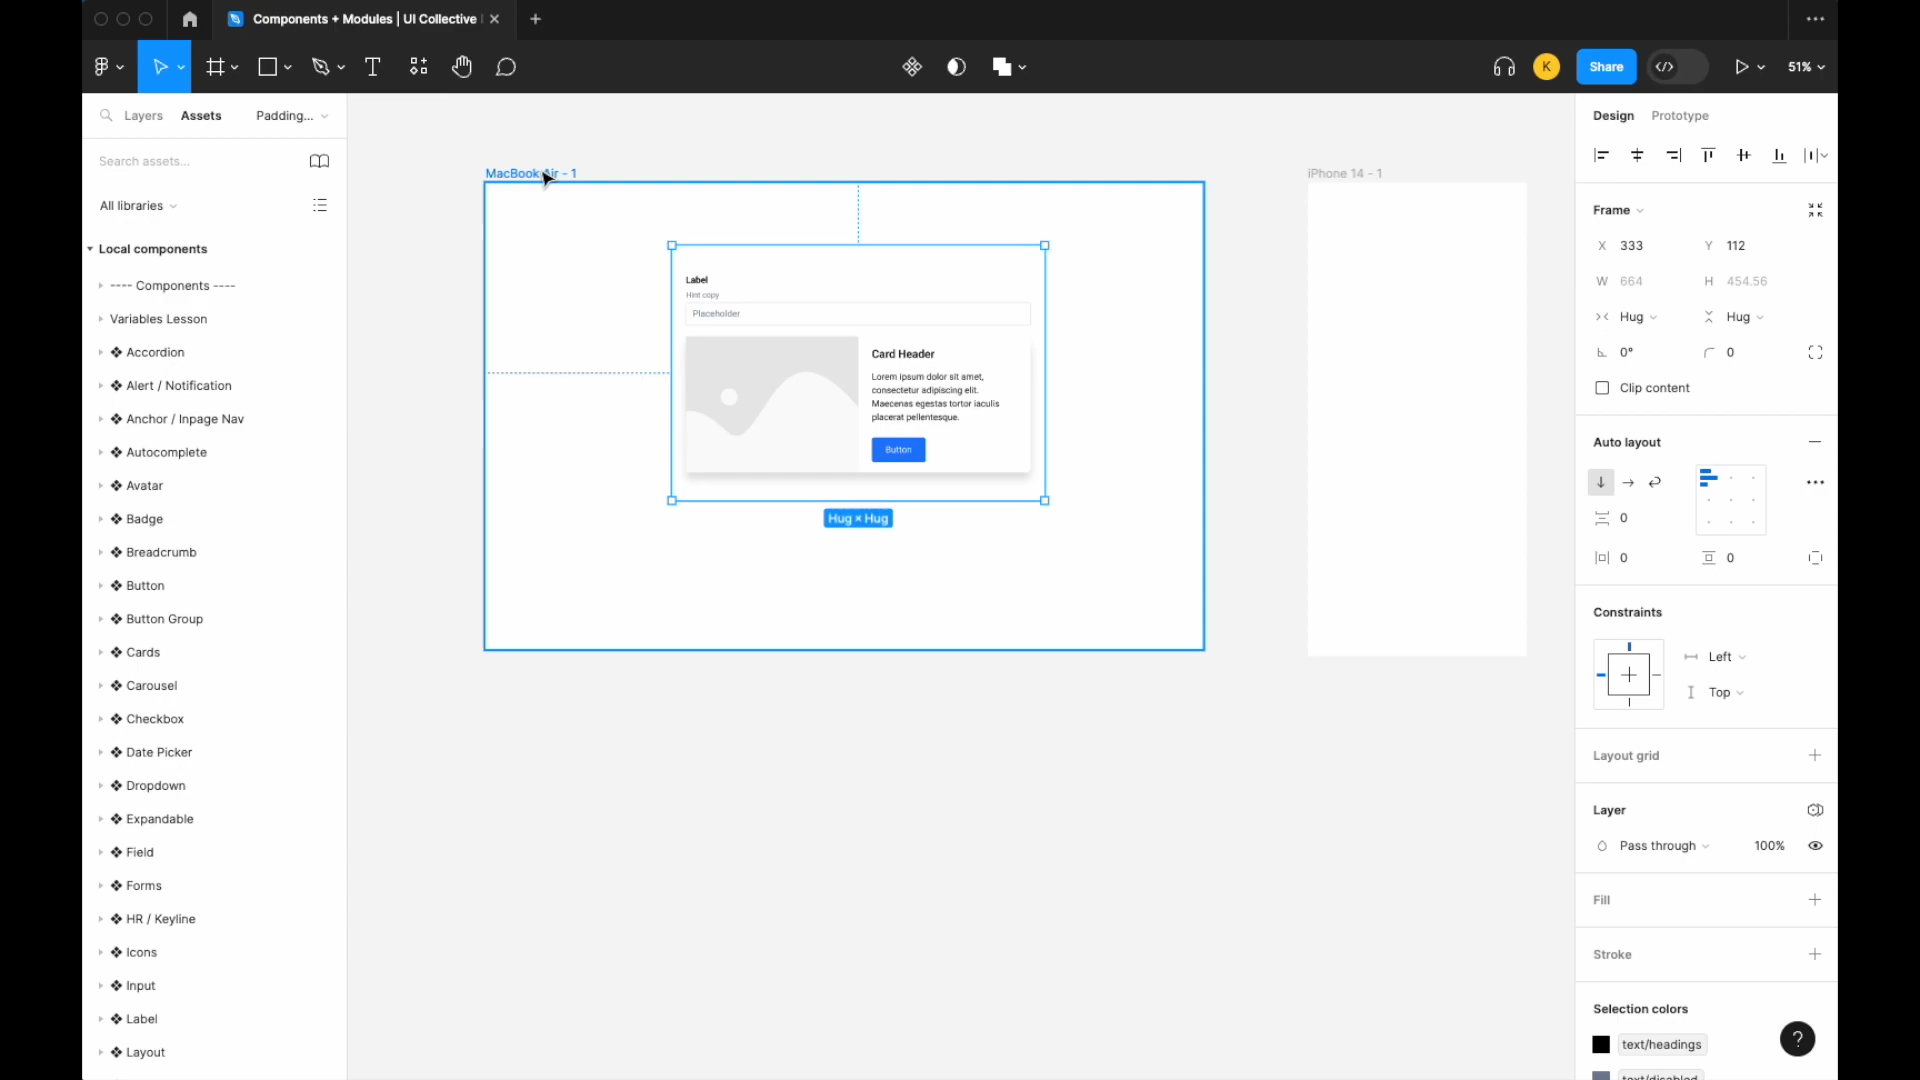 Components + Modules | UI Collective
K
Share
51%
Layers
Assets
Padding...
Search assets...
All libraries
Local components
---- Components ----
Variables Lesson
Accordion
Alert / Notification
Anchor / Inpage Nav
Autocomplete
Avatar
Badge
Breadcrumb
Button
Button Group
Cards
Carousel
Checkbox
Date Picker
Dropdown
Expandable
Field
Forms
HR / Keyline
Icons
Input
Label
Layout
MacBook Air - 1
Label
Hint copy
Placeholder
Card Header
Lorem ipsum dolor sit amet,
consectetur adipiscing elit.
Maecenas egestas tortor iaculis
placerat pellentesque.
Button
Hug × Hug
iPhone 14 - 1
Design
Prototype
Frame
X 333
Y 112
W 664
H 454.56
Hug
Hug
0°
0
Clip content
Auto layout
0
0
0
Constraints
Left
Top
Layout grid
Layer
Pass through
100%
Fill
Stroke
Selection colors
text/headings
text/disabled
?